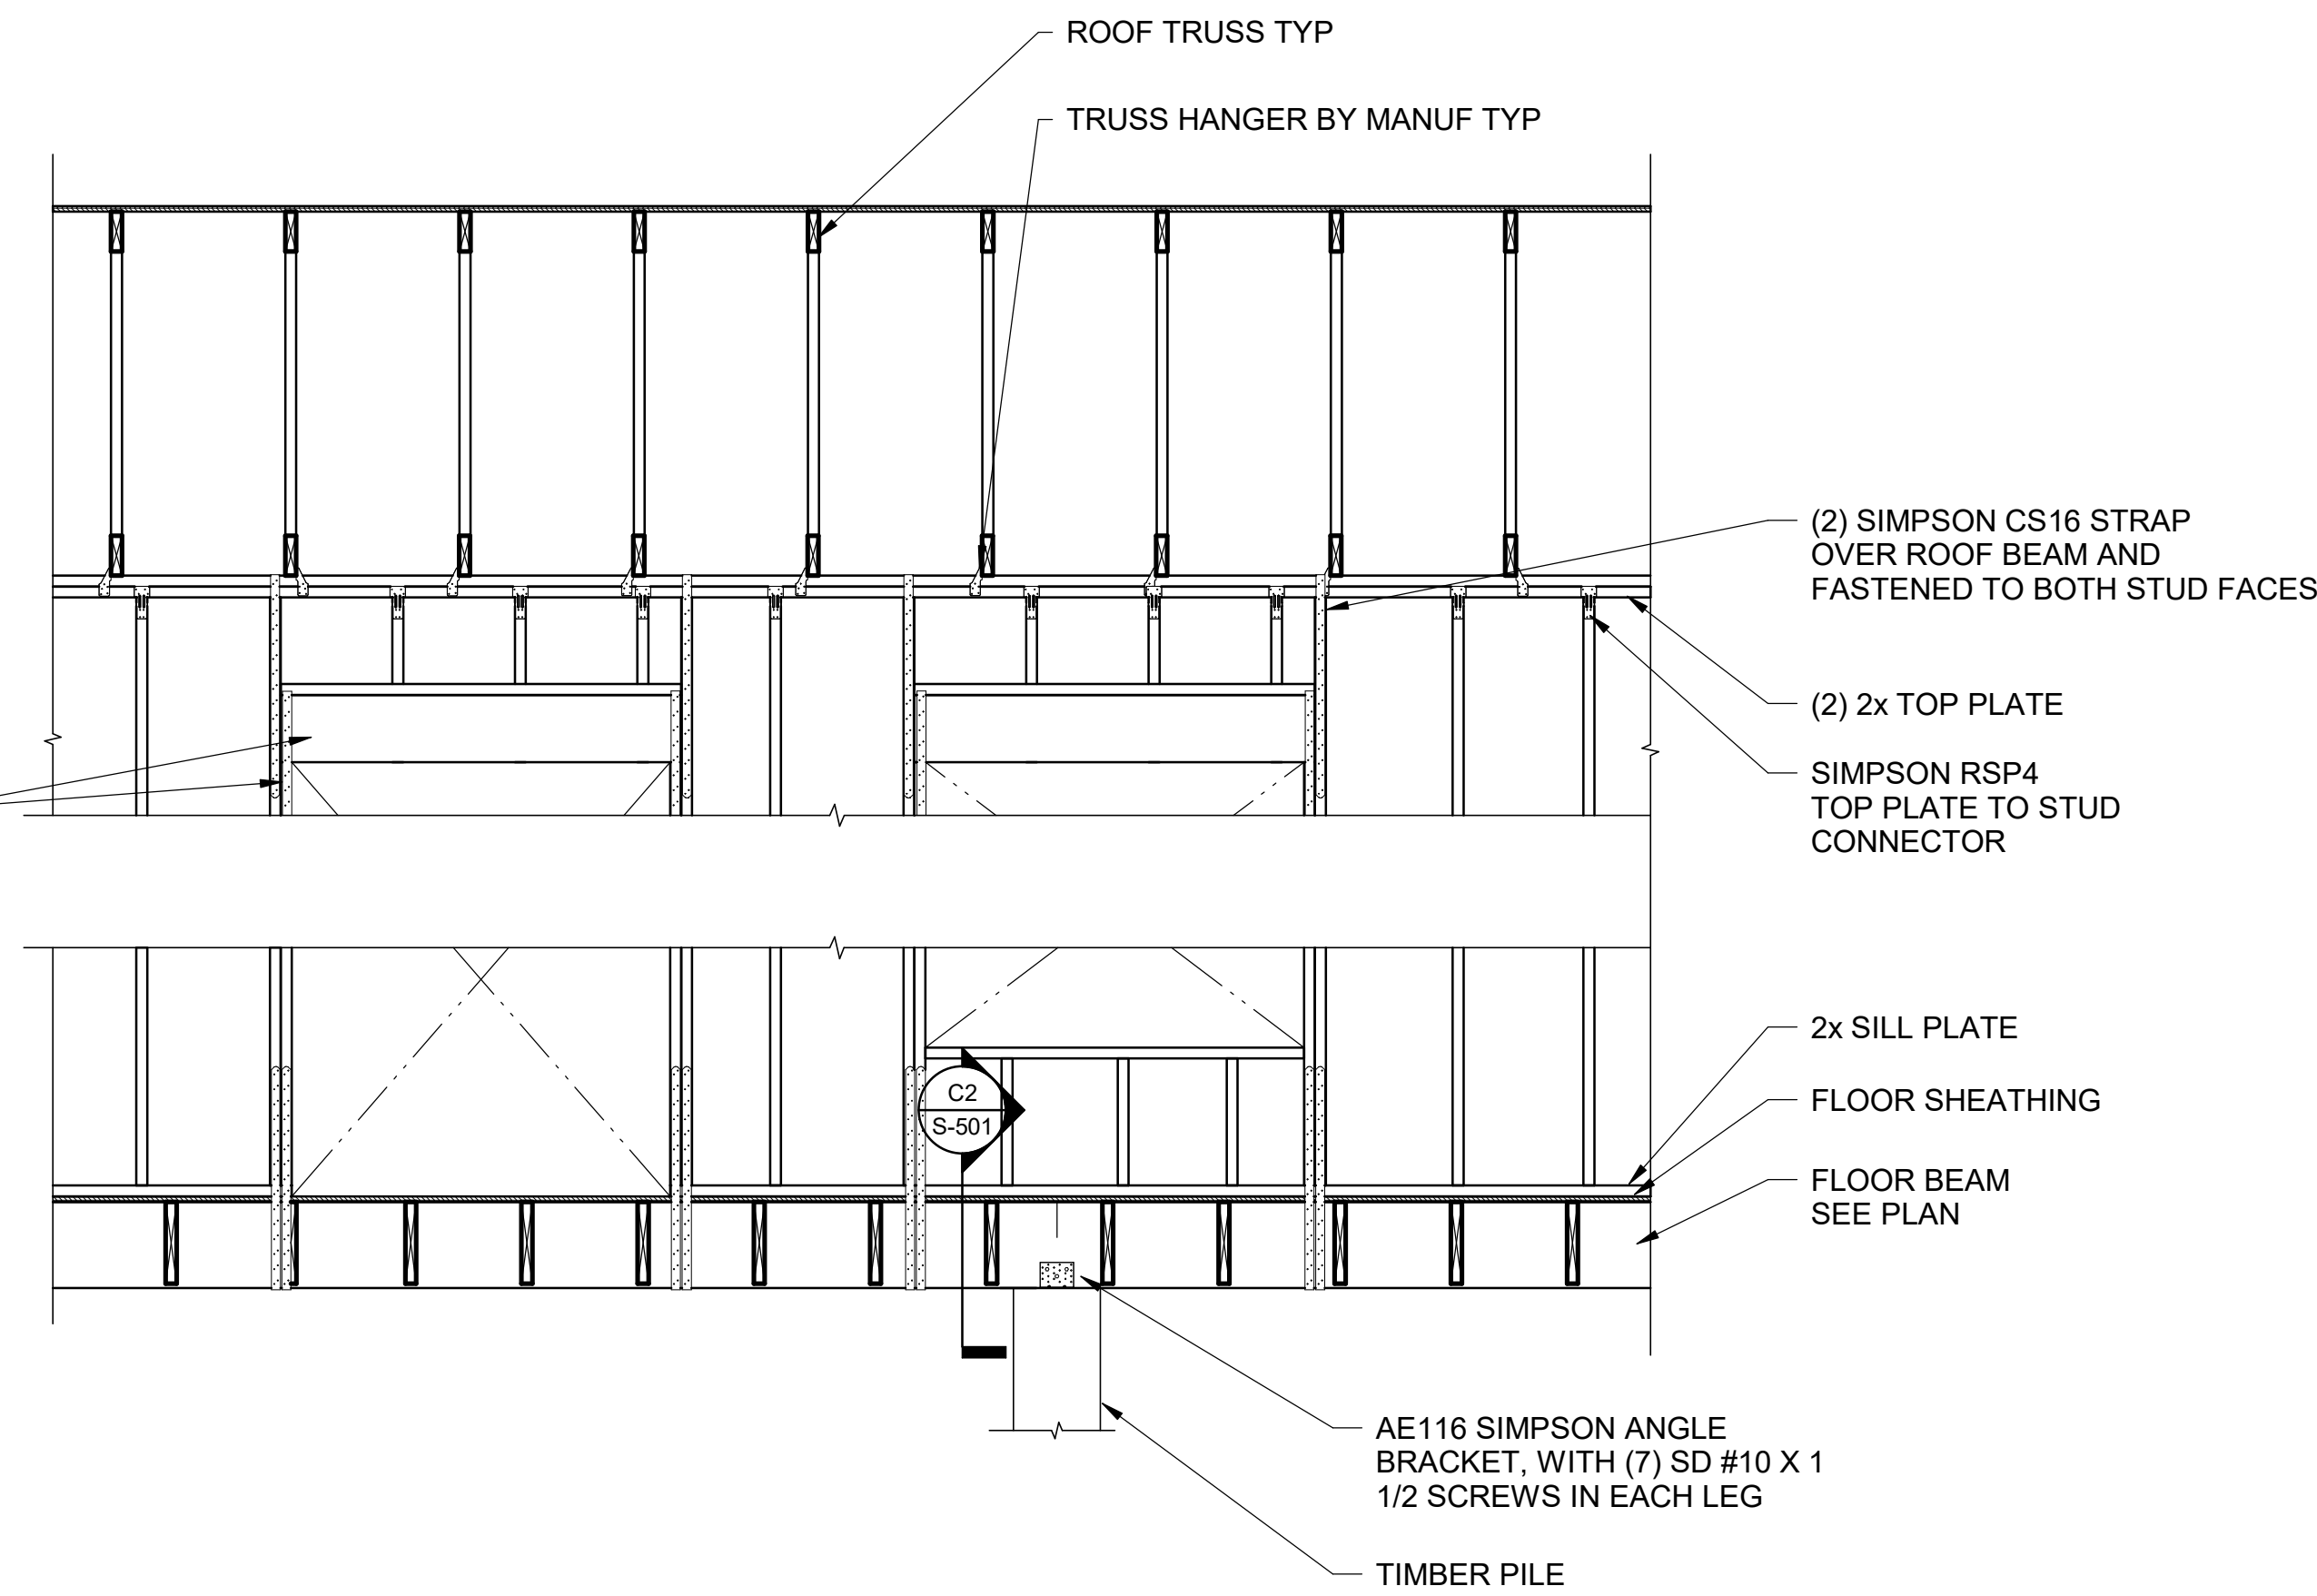 ROOF TRUSS TYP
TRUSS HANGER BY MANUF TYP
(2) SIMPSON CS16 STRAP
OVER ROOF BEAM AND
FASTENED TO BOTH STUD FACES
(2) 2x TOP PLATE
SIMPSON RSP4
TOP PLATE TO STUD
CONNECTOR
2x SILL PLATE
C2
S-501
FLOOR SHEATHING
FLOOR BEAM
SEE PLAN
AE116 SIMPSON ANGLE
BRACKET, WITH (7) SD #10 X 1
1/2 SCREWS IN EACH LEG
TIMBER PILE